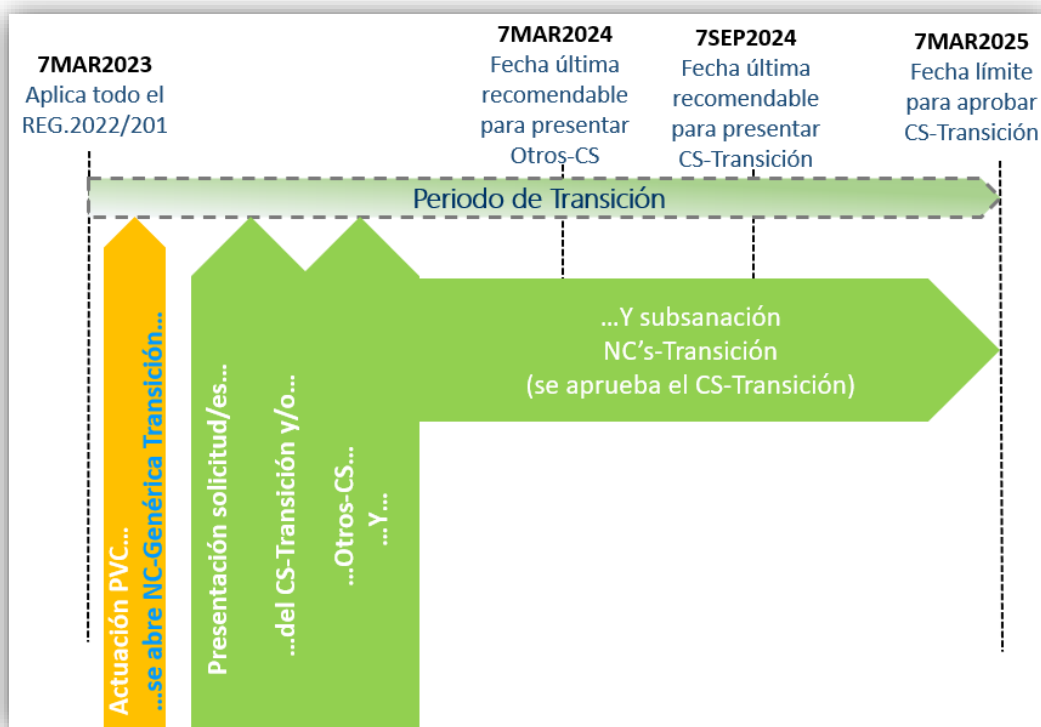 7MAR2023
Aplica todo el
REG.2022/201
7MAR2024
Fecha última
recomendable
para presentar
Otros-CS
7SEP2024
Fecha última
recomendable
para presentar
CS-Transición
7MAR2025
Fecha límite
para aprobar
CS-Transición
Periodo de Transición
Actuación PVC...
...se abre NC-Genérica Transición...
Presentación solicitud/es...
...del CS-Transición y/o...
...Otros-CS...
...Y...
...Y subsanación
NC's-Transición
(se aprueba el CS-Transición)